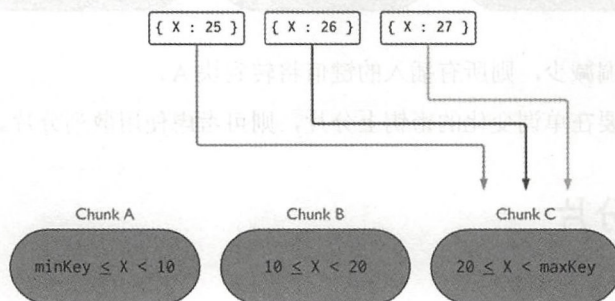 { X : 25 } { X : 26 } { X : 27 }
Chunk A Chunk B Chunk C
minKey ≤ X < 10 10 ≤ X < 20 20 ≤ X < maxKey